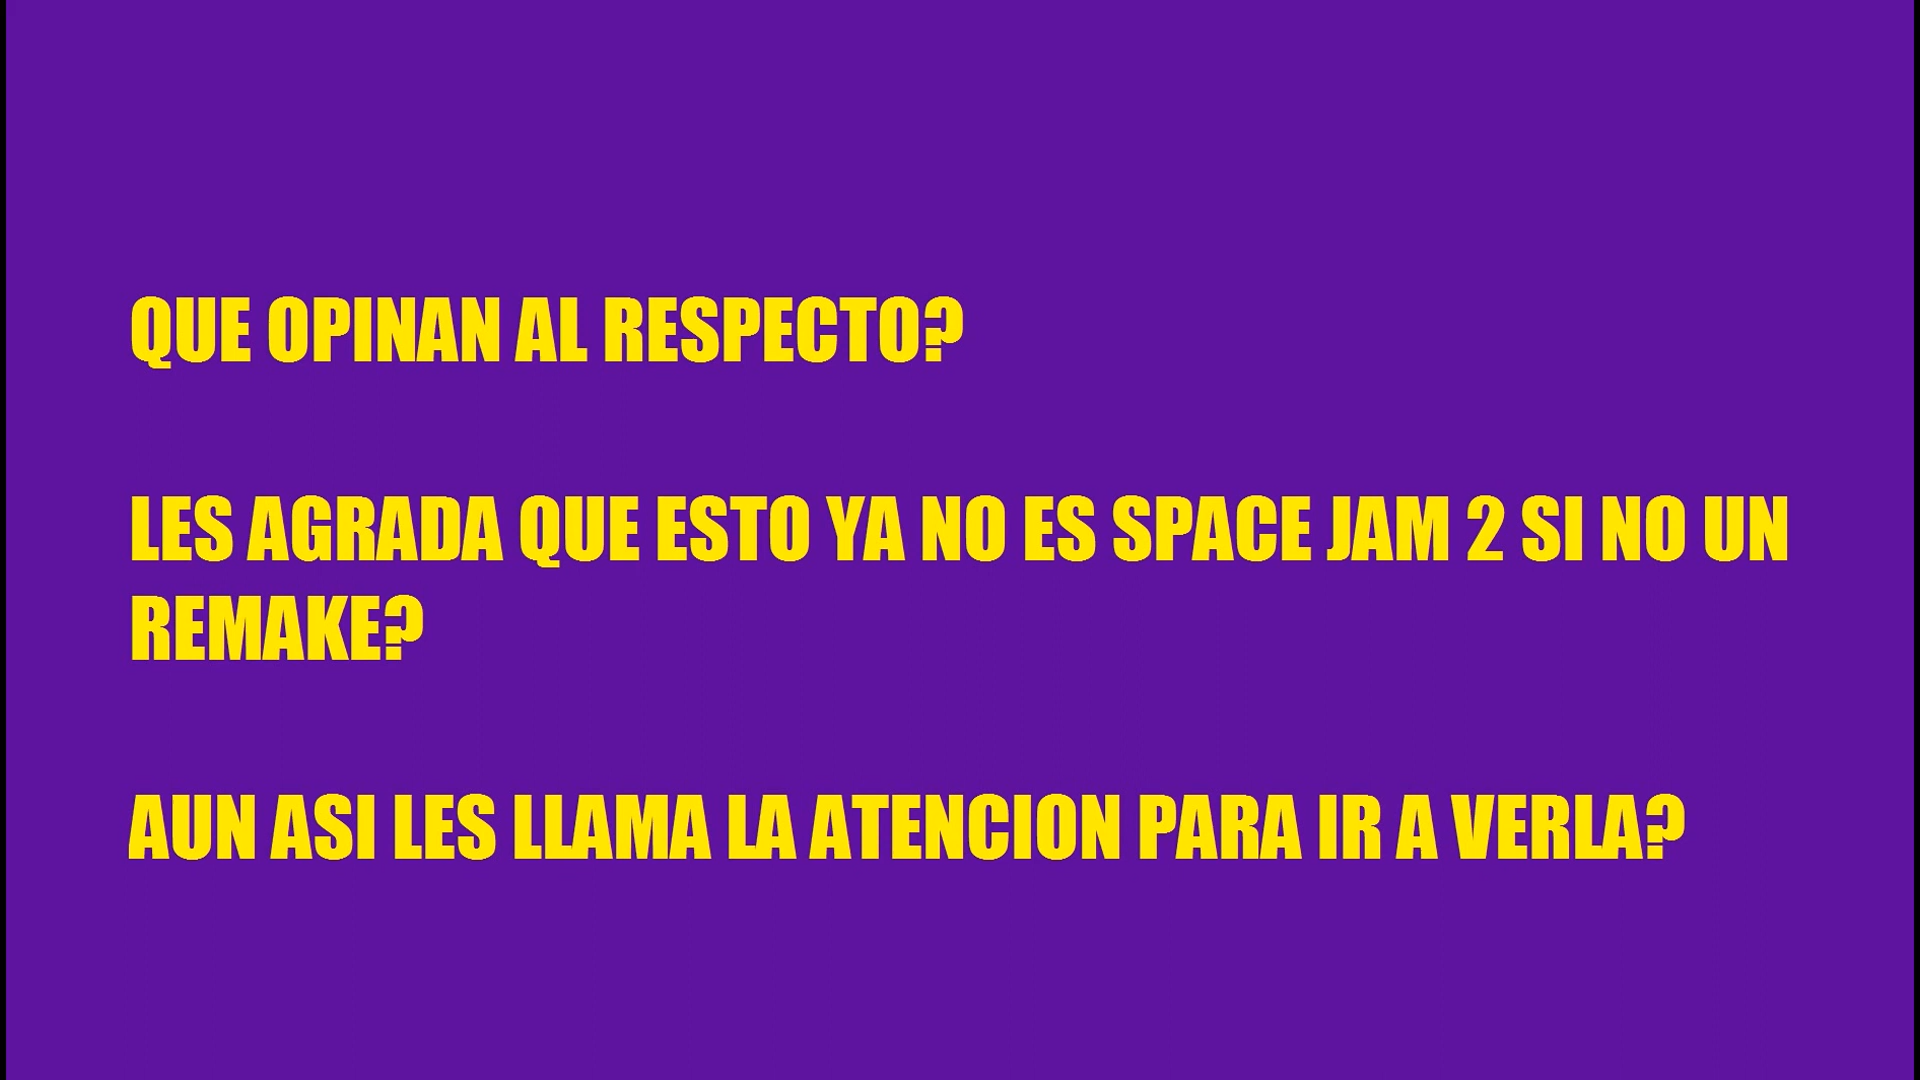 QUE OPINAN AL RESPECTO?
LES AGRADA QUE ESTO YA NO ES SPACE JAM 2 SI NO UN
REMAKE?
AUN ASI LES LLAMA LA ATENCION PARA IR A VERLA?